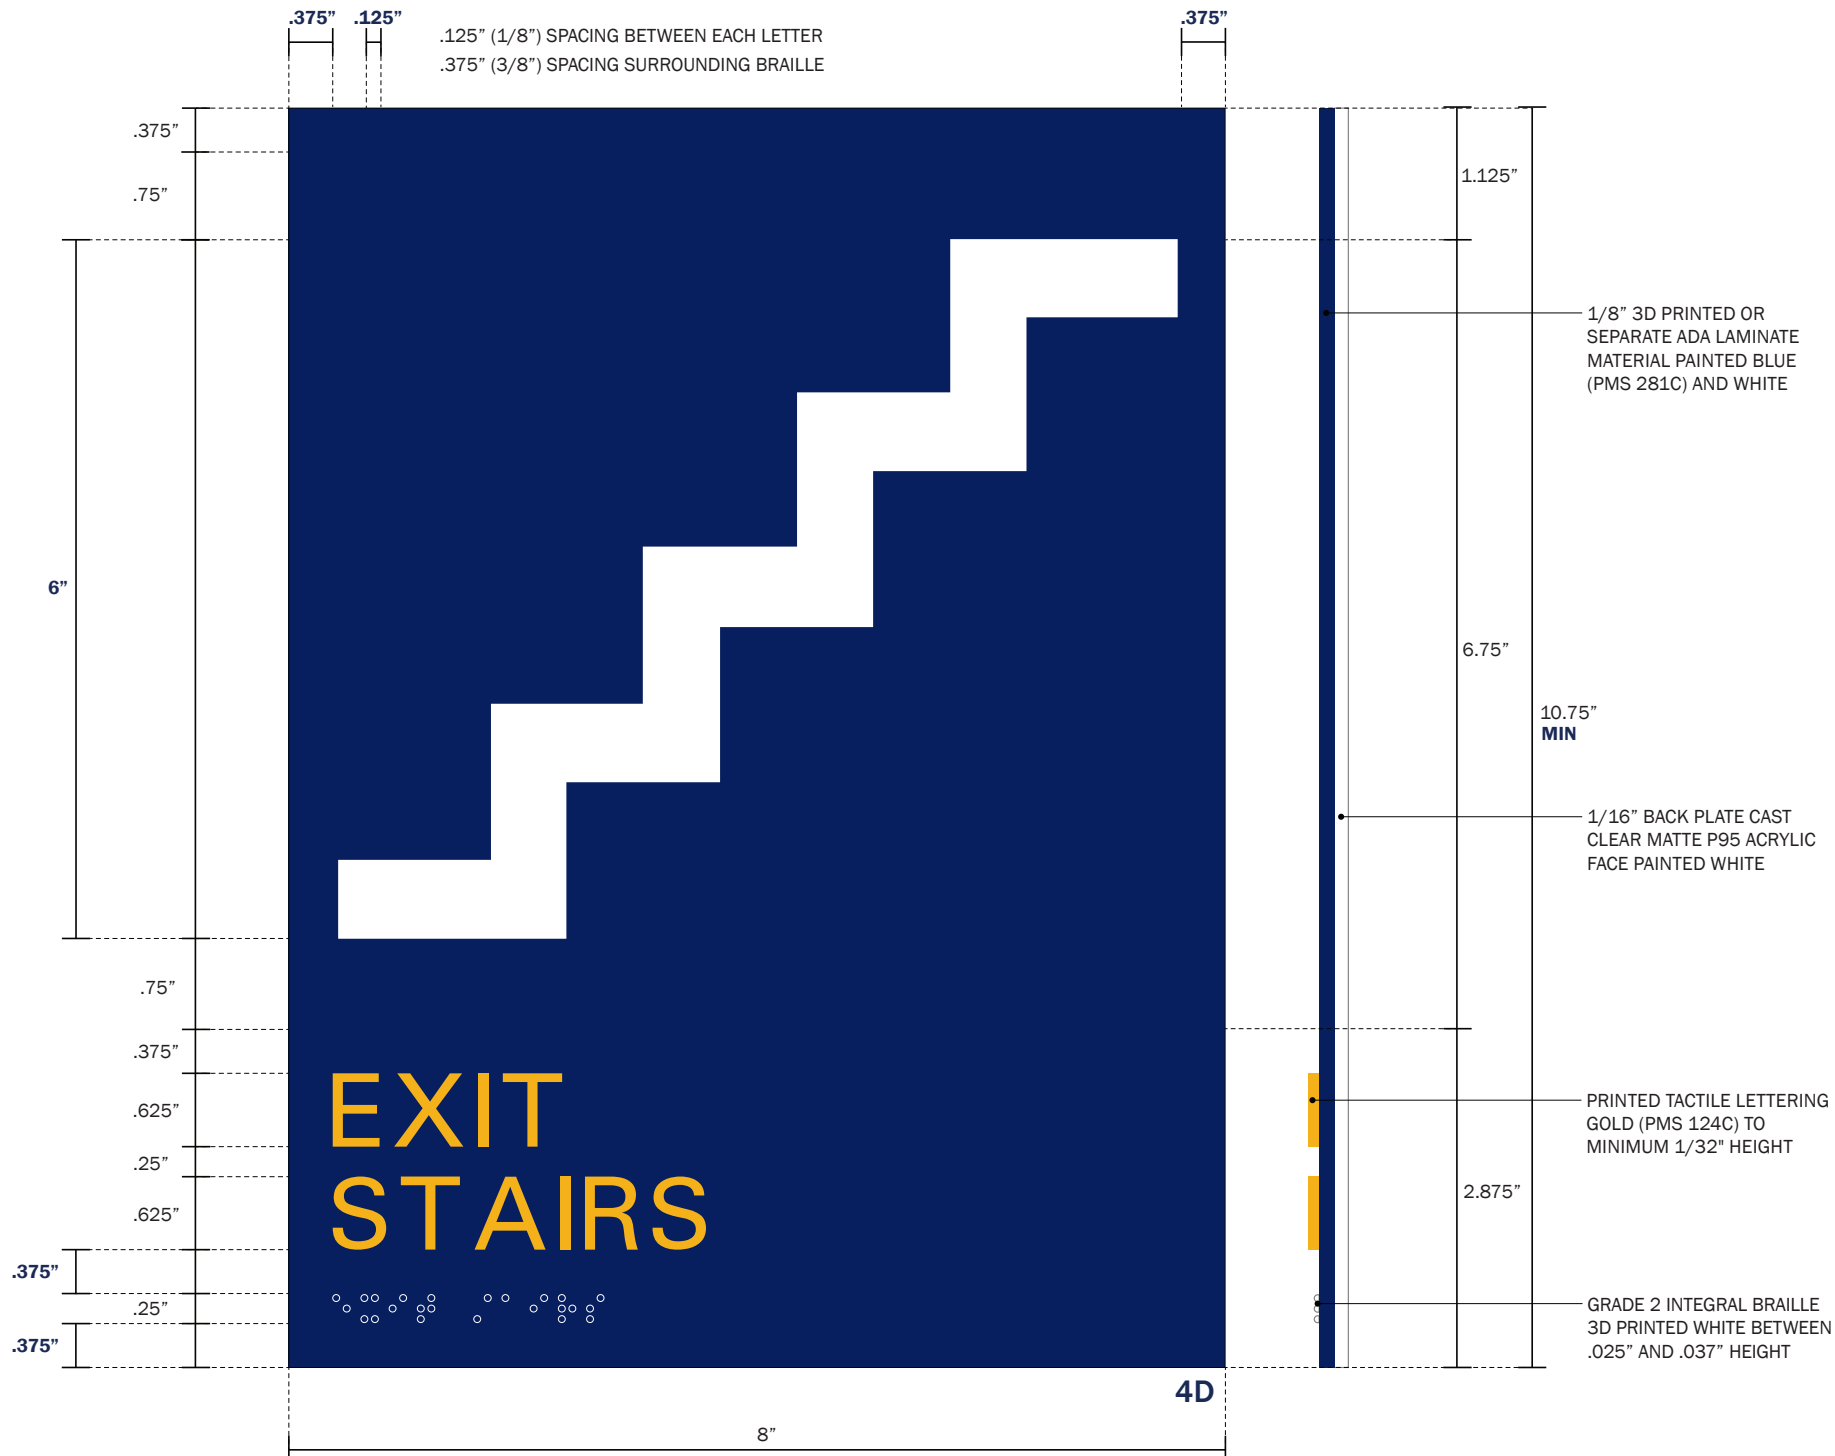 .375” .125” .375”
.125” (1/8”) SPACING BETWEEN EACH LETTER
.375” (3/8”) SPACING SURROUNDING BRAILLE
.375”
.75”
6”
.75”
.375”
.625”
.25”
.625”
.375”
.25”
.375”
EXIT
STAIRS
4D
8”
1.125”
6.75”
10.75”
MIN
2.875”
1/8” 3D PRINTED OR
SEPARATE ADA LAMINATE
MATERIAL PAINTED BLUE
(PMS 281C) AND WHITE
1/16” BACK PLATE CAST
CLEAR MATTE P95 ACRYLIC
FACE PAINTED WHITE
PRINTED TACTILE LETTERING
GOLD (PMS 124C) TO
MINIMUM 1/32" HEIGHT
GRADE 2 INTEGRAL BRAILLE
3D PRINTED WHITE BETWEEN
.025” AND .037” HEIGHT